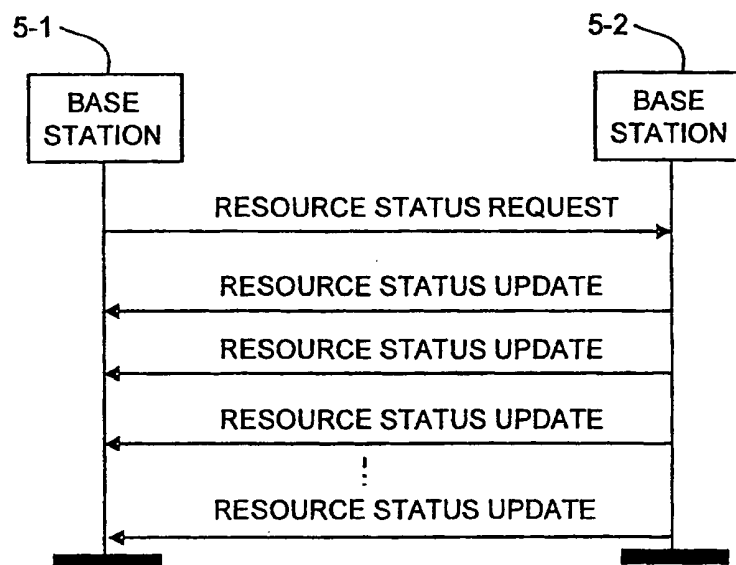 5-1
5-2
BASE
STATION
BASE
STATION
RESOURCE STATUS REQUEST
RESOURCE STATUS UPDATE
RESOURCE STATUS UPDATE
RESOURCE STATUS UPDATE
RESOURCE STATUS UPDATE